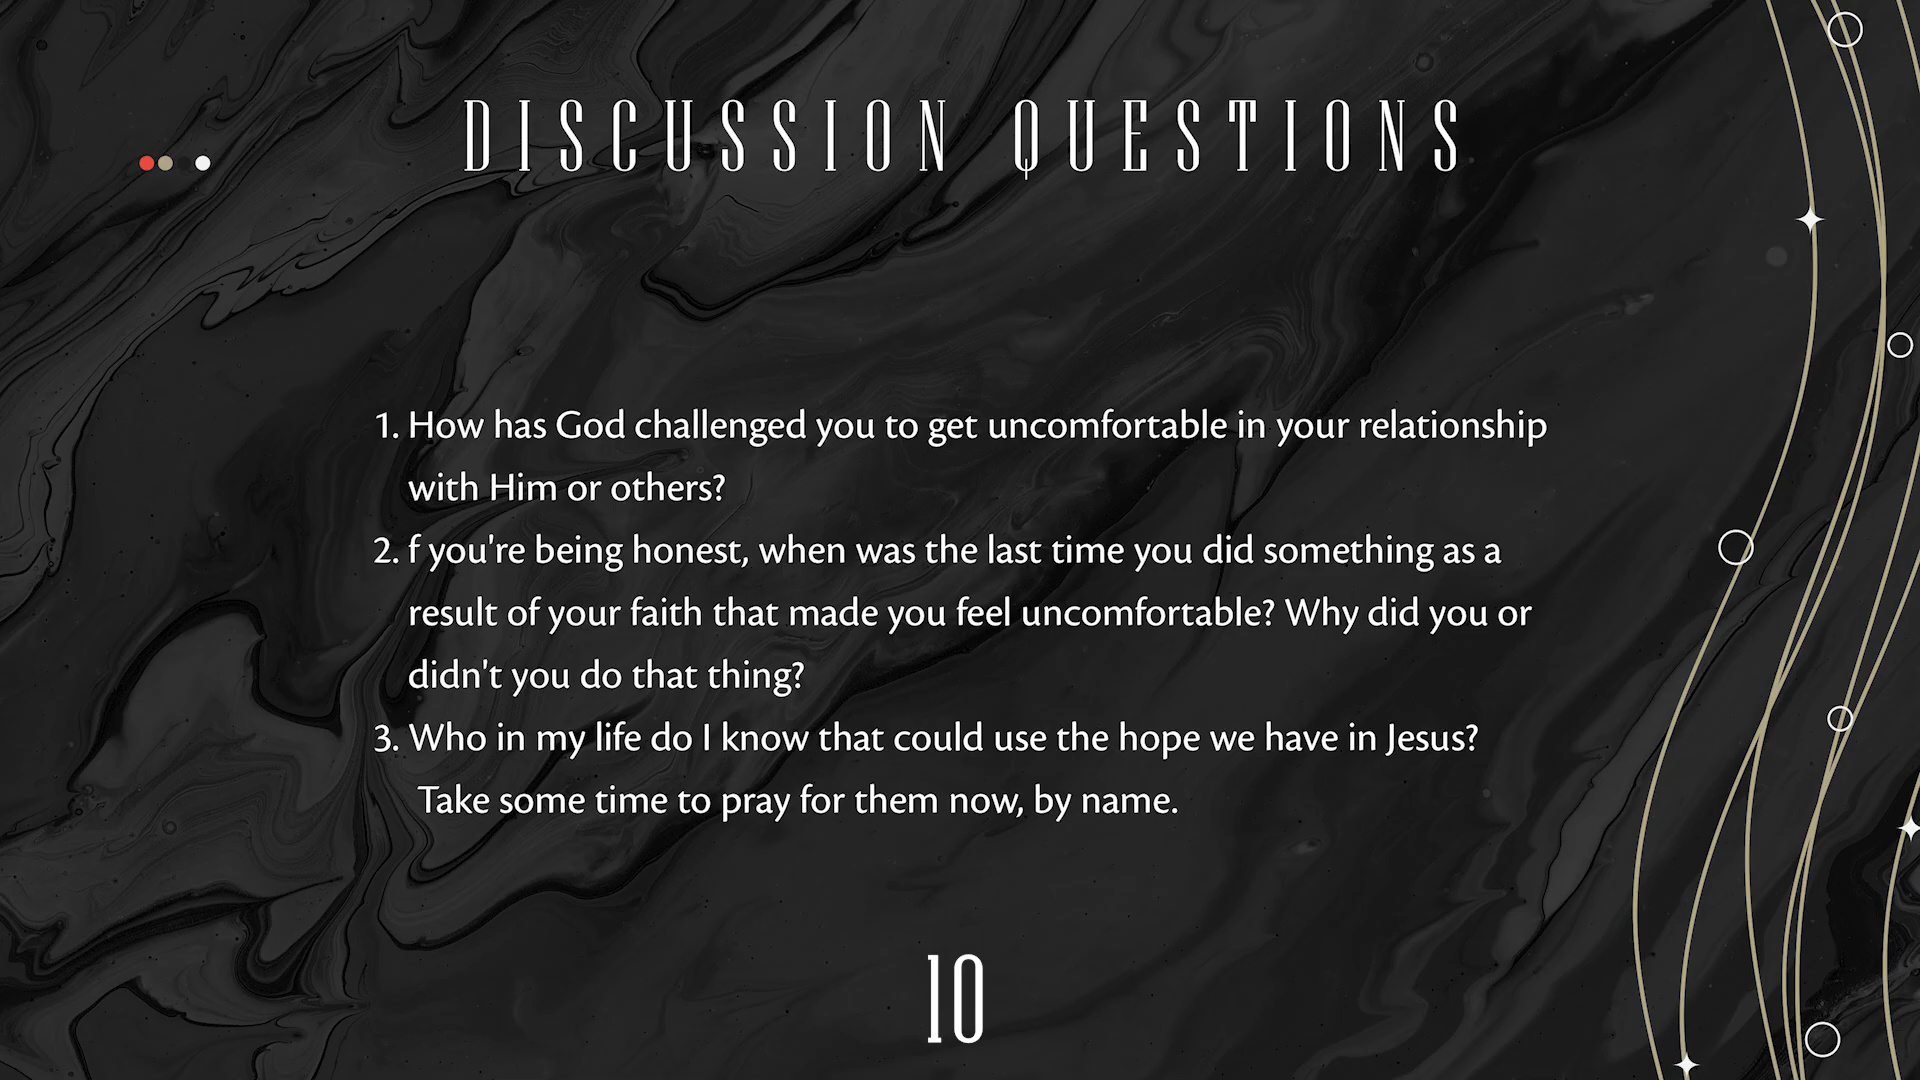 DISCUSSION QUESTIONS
1. How has God challenged you to get uncomfortable in your relationship
with Him or others?
2. f you're being honest, when was the last time you did something as a
result of your faith that made you feel uncomfortable? Why did you or
didn't you do that thing?
3. Who in my life do I know that could use the hope we have in Jesus?
Take some time to pray for them now, by name.
10